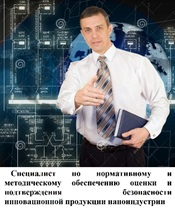 Специалист по нормативному и
методическому обеспечению оценки и
подтверждения безопасности
инновационной продукции наноиндустрии